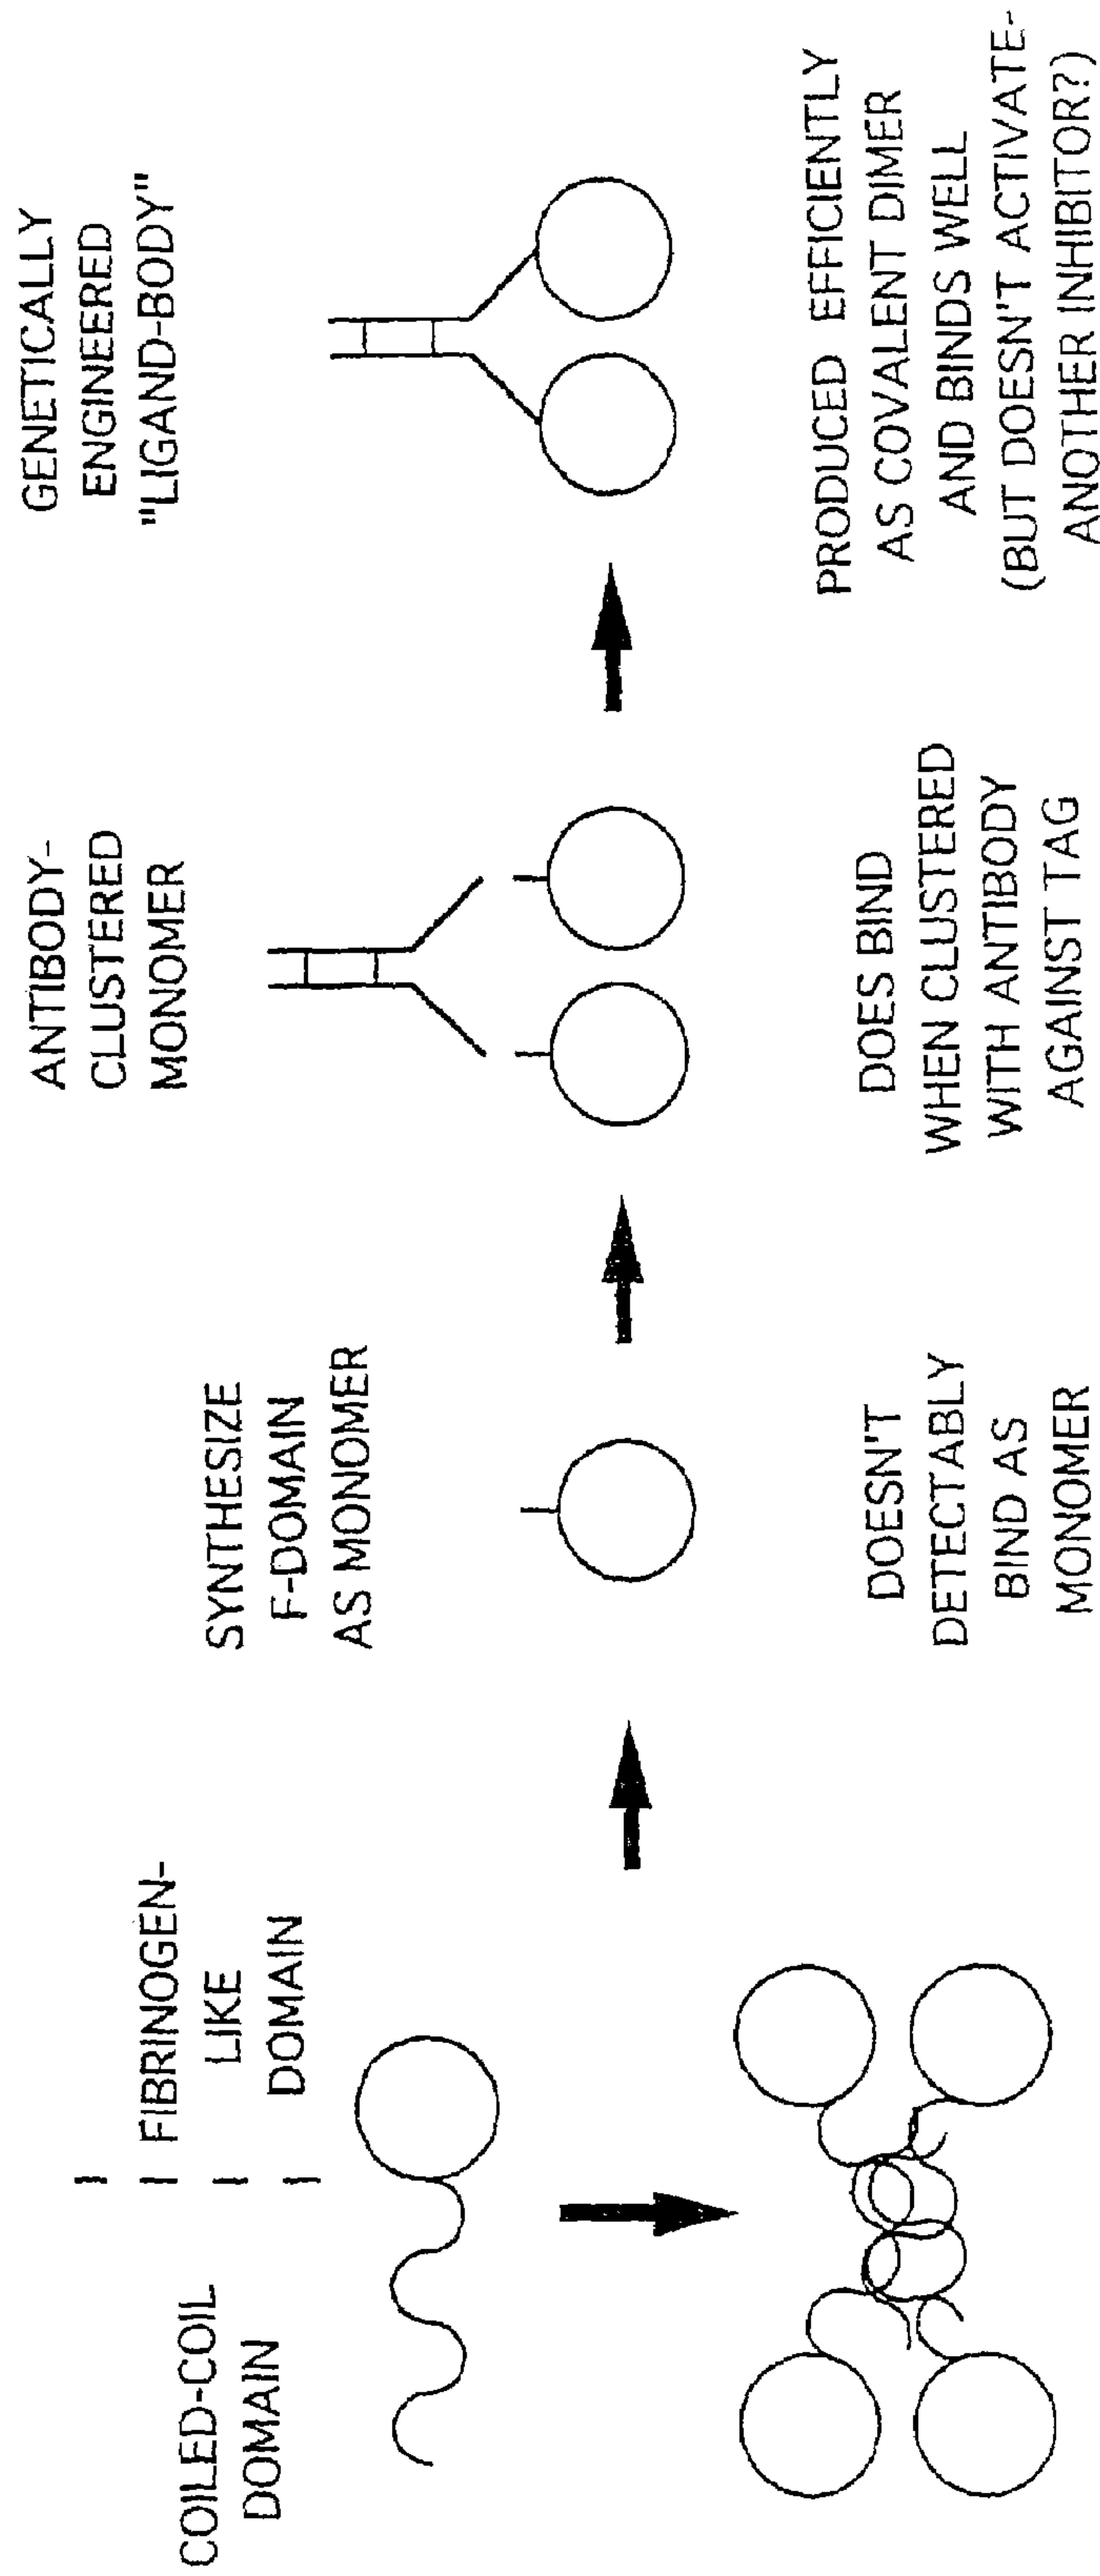 COILED-COIL
DOMAIN
FIBRINOGEN-
LIKE
DOMAIN
SYNTHESIZE
F-DOMAIN
AS MONOMER
DOESN'T
DETECTABLY
BIND AS
MONOMER
ANTIBODY-
CLUSTERED
MONOMER
DOES BIND
WHEN CLUSTERED
WITH ANTIBODY
AGAINST TAG
GENETICALLY
ENGINEERED
"LIGAND-BODY"
PRODUCED EFFICIENTLY
AS COVALENT DIMER
AND BINDS WELL
(BUT DOESN'T ACTIVATE-
ANOTHER INHIBITOR?)